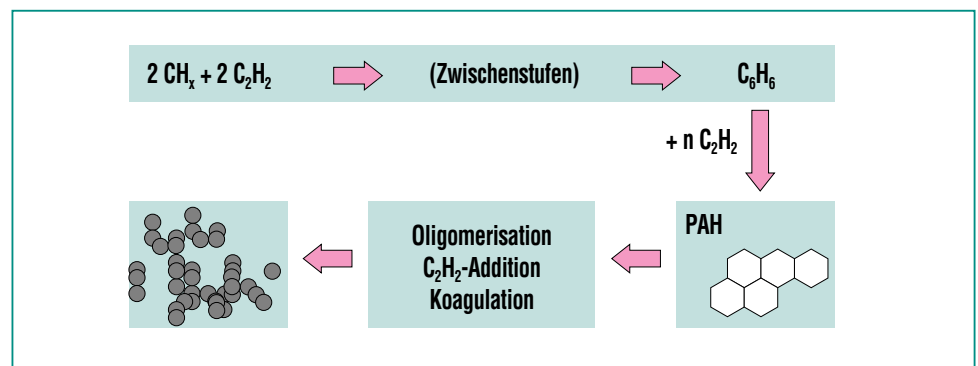 2 CHₓ + 2 C₂H₂
(Zwischenstufen)
C₆H₆
+ n C₂H₂
PAH
Oligomerisation
C₂H₂-Addition
Koagulation